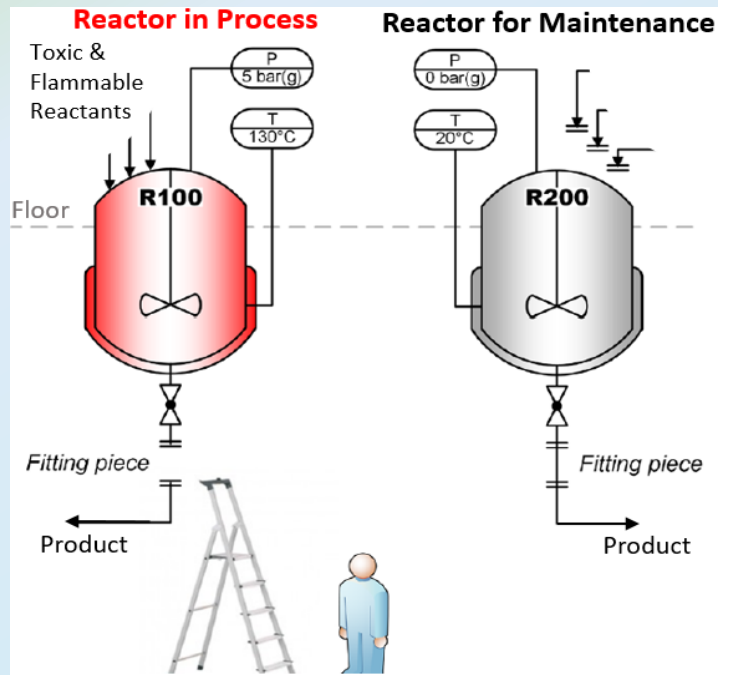 Reactor in Process
Reactor for Maintenance
Toxic &
Flammable
Reactants
P
5 bar(g)
T
130°C
P
0 bar(g)
T
20°C
R100
R200
Floor
Fitting piece
Fitting piece
Product
Product